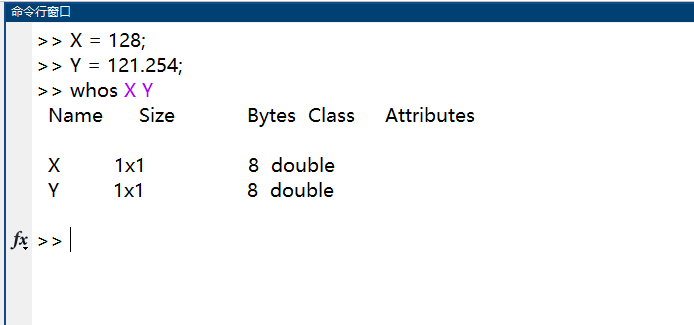 命令行窗口
>> X = 128;
>> Y = 121.254;
>> whos X Y
Name Size Bytes Class Attributes
X 1x1 8 double
Y 1x1 8 double
fx >>